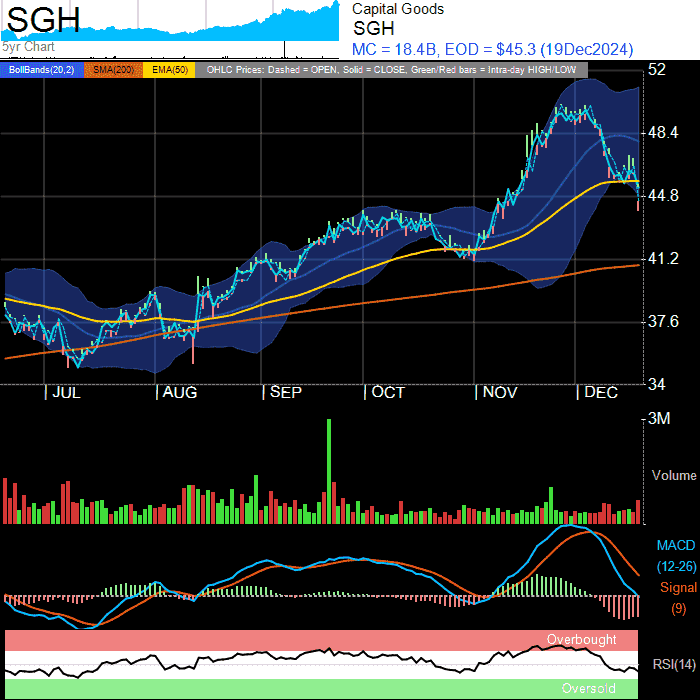 SGH
5yr Chart
Capital Goods
SGH
MC = 18.4B, EOD = $45.3 (19Dec2024)
BollBands(20,2) SMA(200) EMA(50) OHLC Prices: Dashed = OPEN, Solid = CLOSE, Green/Red bars = Intra-day HIGH/LOW
52
48.4
44.8
41.2
37.6
34
JUL AUG SEP OCT NOV DEC
3M
Volume
MACD
(12-26)
Signal
(9)
Overbought
RSI(14)
Oversold